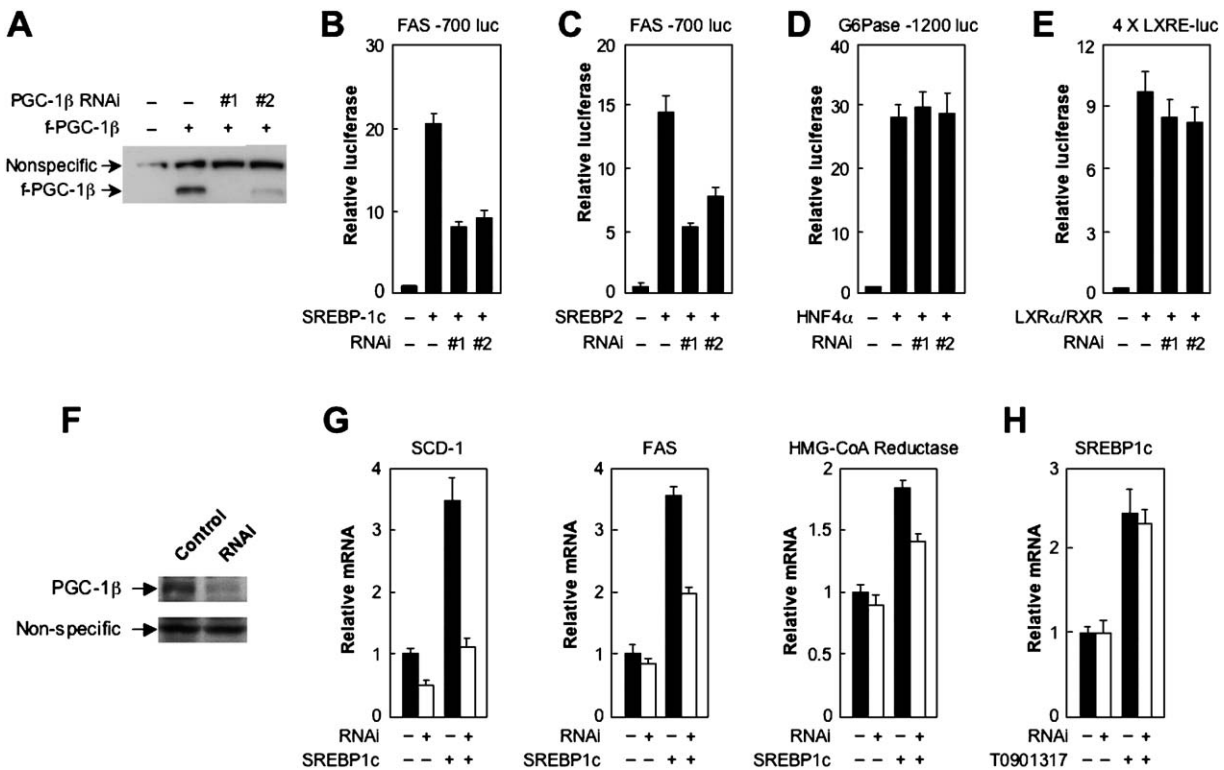 A
PGC-1β RNAi – – #1 #2
f-PGC-1β – + + +
Nonspecific
f-PGC-1β
B
FAS -700 luc
Relative luciferase
30
20
10
0
SREBP-1c – + + +
RNAi – – #1 #2
C
FAS -700 luc
Relative luciferase
20
15
10
5
0
SREBP2 – + + +
RNAi – – #1 #2
D
G6Pase -1200 luc
Relative luciferase
40
30
20
10
0
HNF4α – + + +
RNAi – – #1 #2
E
4 X LXRE-luc
Relative luciferase
12
9
6
3
0
LXRα/RXR – + + +
RNAi – – #1 #2
F
Control
RNAi
PGC-1β
Non-specific
G
SCD-1
Relative mRNA
4
3
2
1
0
RNAi – + – +
SREBP1c – – + +
FAS
Relative mRNA
4
3
2
1
0
RNAi – + – +
SREBP1c – – + +
HMG-CoA Reductase
Relative mRNA
2
1.5
1
0.5
0
RNAi – + – +
SREBP1c – – + +
H
SREBP1c
Relative mRNA
3
2
1
0
RNAi – + – +
T0901317 – – + +